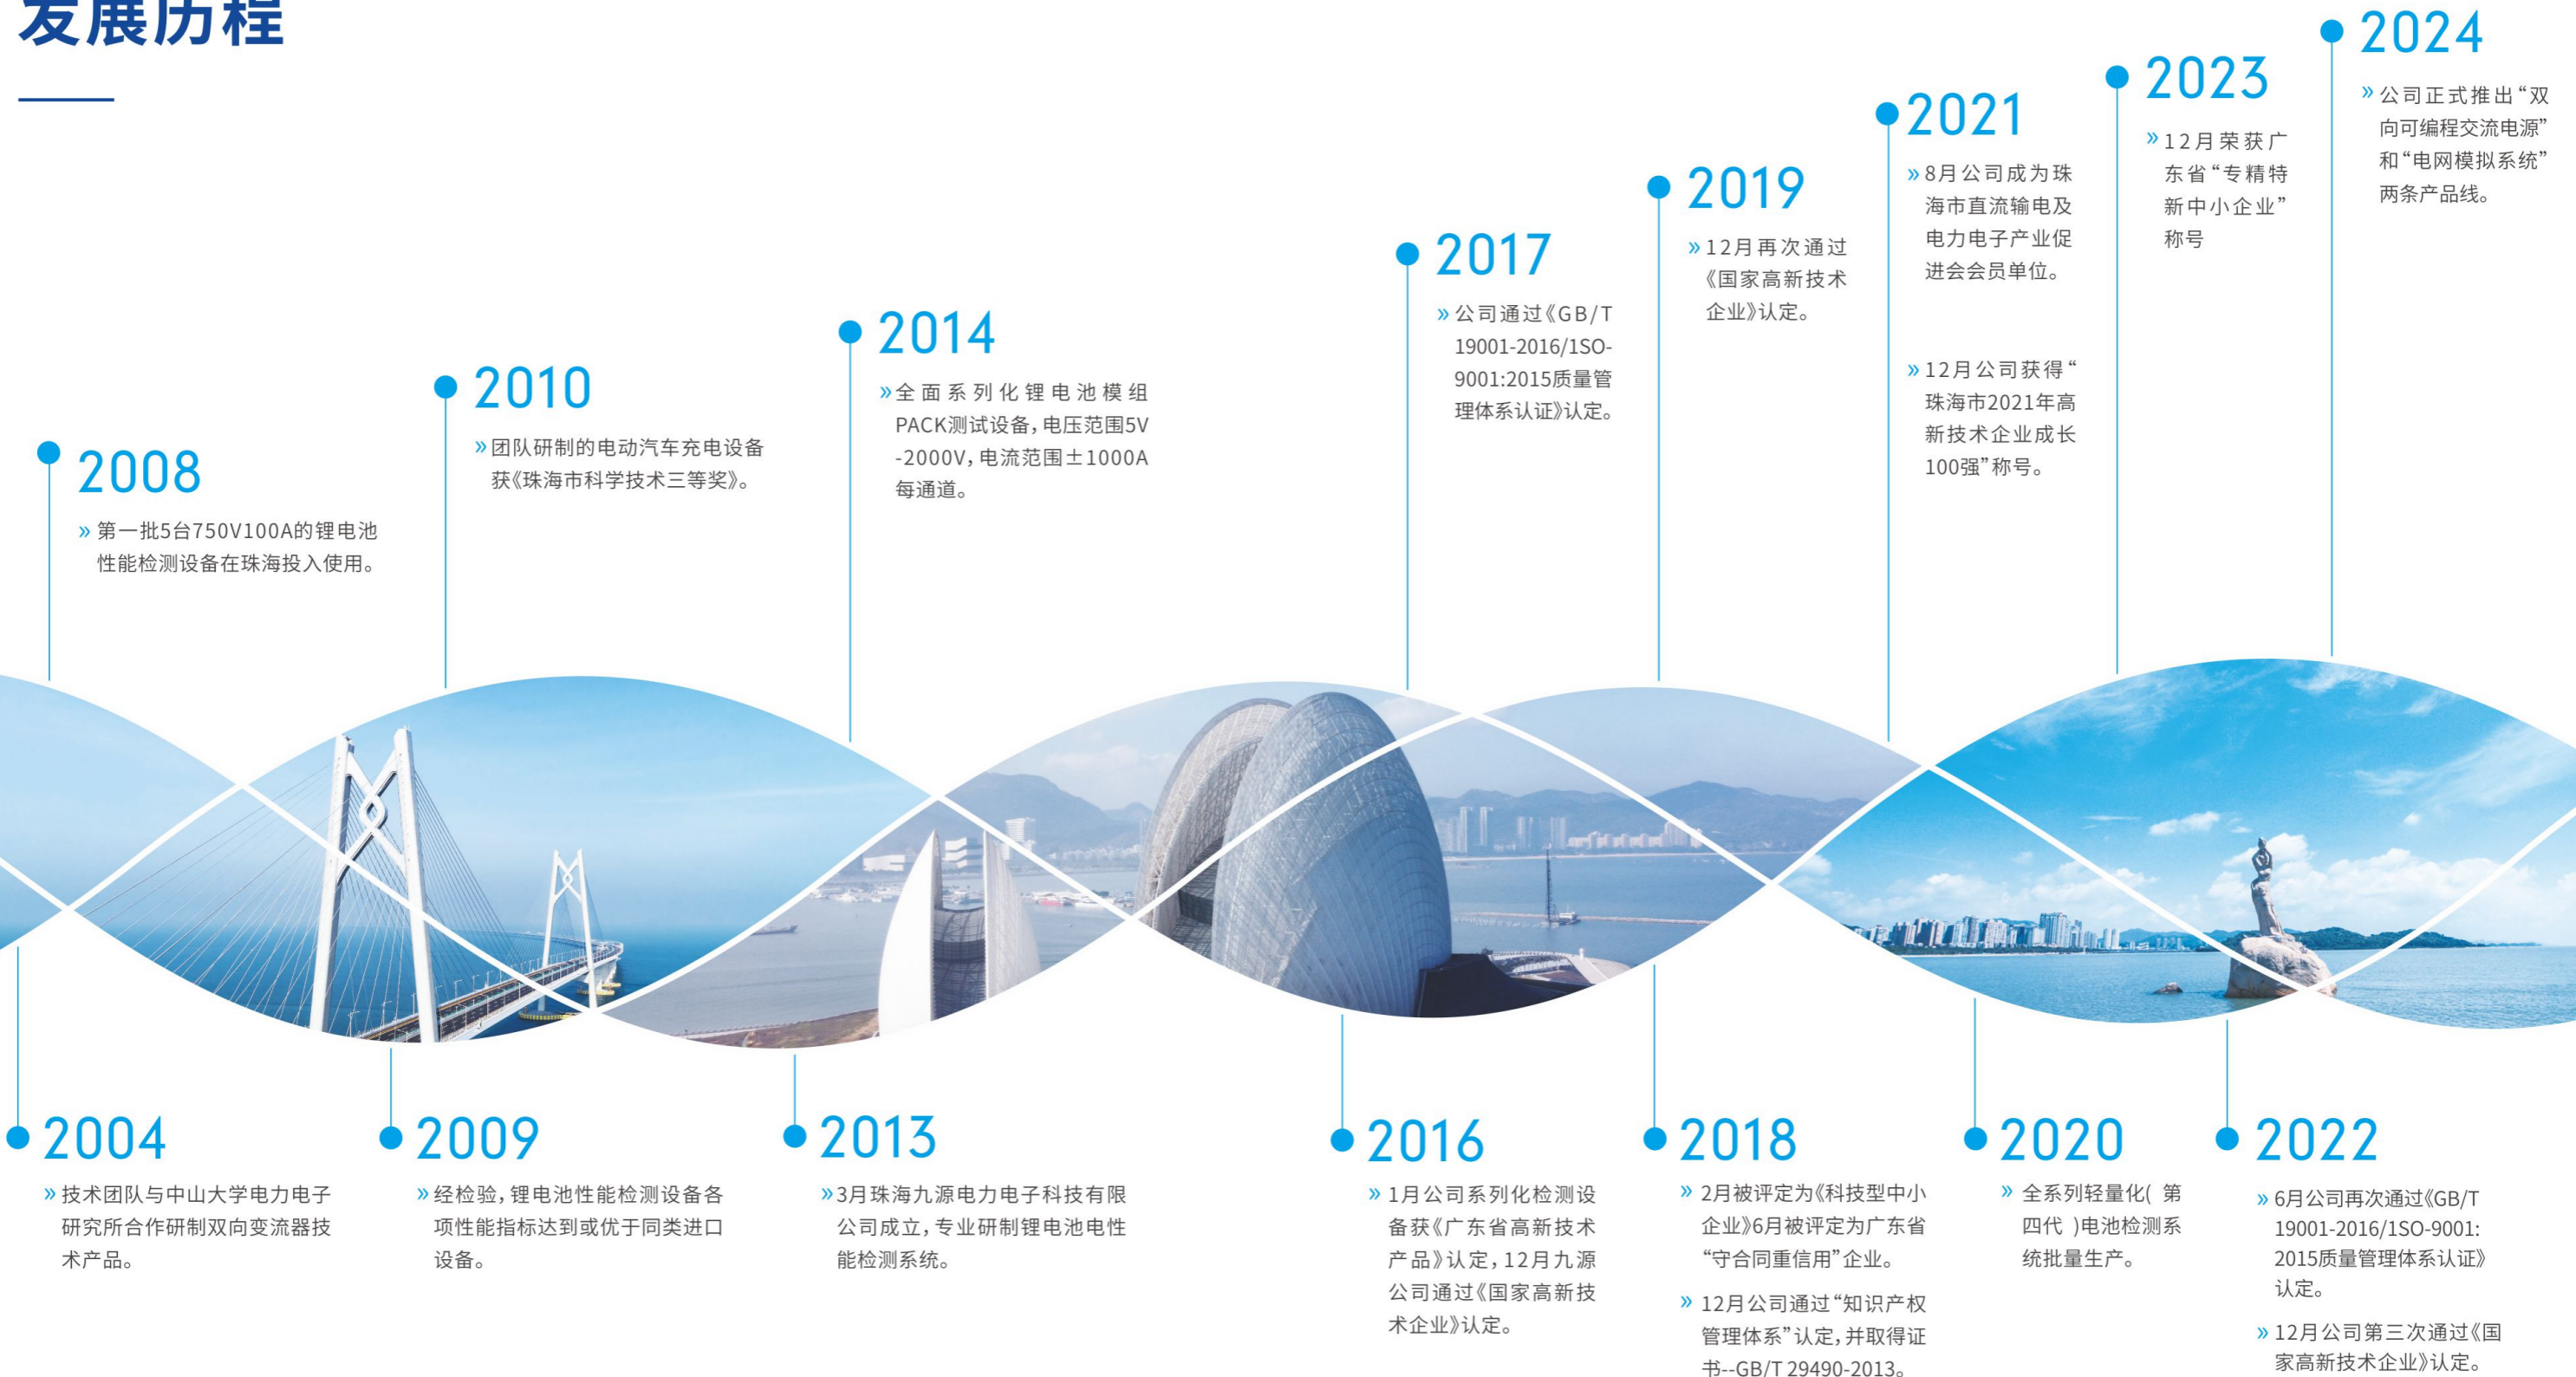 发展历程
2008
» 第一批5台750V100A的锂电池
性能检测设备在珠海投入使用。
2010
» 团队研制的电动汽车充电设备
获《珠海市科学技术三等奖》。
2014
» 全面系列化锂电池模组
PACK测试设备，电压范围5V
-2000V，电流范围±1000A
每通道。
2017
» 公司通过《GB/T
19001-2016/1SO-
9001:2015质量管
理体系认证》认定。
2019
» 12月再次通过
《国家高新技术
企业》认定。
2021
» 8月公司成为珠
海市直流输电及
电力电子产业促
进会会员单位。
» 12月公司获得“
珠海市2021年高
新技术企业成长
100强”称号。
2023
» 12月荣获广
东省“专精特
新中小企业”
称号
2024
» 公司正式推出“双
向可编程交流电源”
和“电网模拟系统”
两条产品线。
2004
» 技术团队与中山大学电力电子
研究所合作研制双向变流器技
术产品。
2009
» 经检验，锂电池性能检测设备各
项性能指标达到或优于同类进口
设备。
2013
» 3月珠海九源电力电子科技有限
公司成立，专业研制锂电池电性
能检测系统。
2016
» 1月公司系列化检测设
备获《广东省高新技术
产品》认定，12月九源
公司通过《国家高新技
术企业》认定。
2018
» 2月被评定为《科技型中小
企业》6月被评定为广东省
“守合同重信用”企业。
» 12月公司通过“知识产权
管理体系”认定，并取得证
书--GB/T 29490-2013。
2020
» 全系列轻量化( 第
四代 )电池检测系
统批量生产。
2022
» 6月公司再次通过《GB/T
19001-2016/1SO-9001:
2015质量管理体系认证》
认定。
» 12月公司第三次通过《国
家高新技术企业》认定。